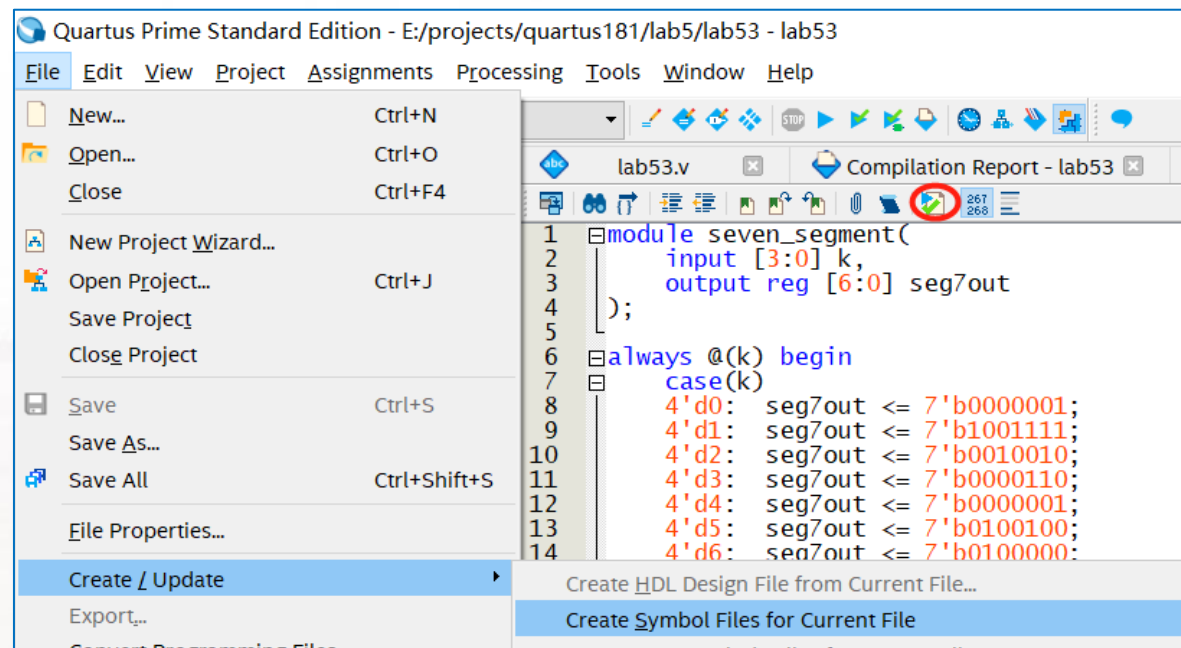 Quartus Prime Standard Edition - E:/projects/quartus181/lab5/lab53 - lab53
File Edit View Project Assignments Processing Tools Window Help
New... Ctrl+N
Open... Ctrl+O
Close Ctrl+F4
New Project Wizard...
Open Project... Ctrl+J
Save Project
Close Project
Save Ctrl+S
Save As...
Save All Ctrl+Shift+S
File Properties...
Create / Update
Export...
STOP
abc lab53.v Compilation Report - lab53
267
268
1 module seven_segment(
2 input [3:0] k,
3 output reg [6:0] seg7out
4 );
5
6 always @(k) begin
7 case(k)
8 4'd0: seg7out <= 7'b0000001;
9 4'd1: seg7out <= 7'b1001111;
10 4'd2: seg7out <= 7'b0010010;
11 4'd3: seg7out <= 7'b0000110;
12 4'd4: seg7out <= 7'b0000001;
13 4'd5: seg7out <= 7'b0100100;
14 4'd6: seg7out <= 7'b0100000;
Create HDL Design File from Current File...
Create Symbol Files for Current File